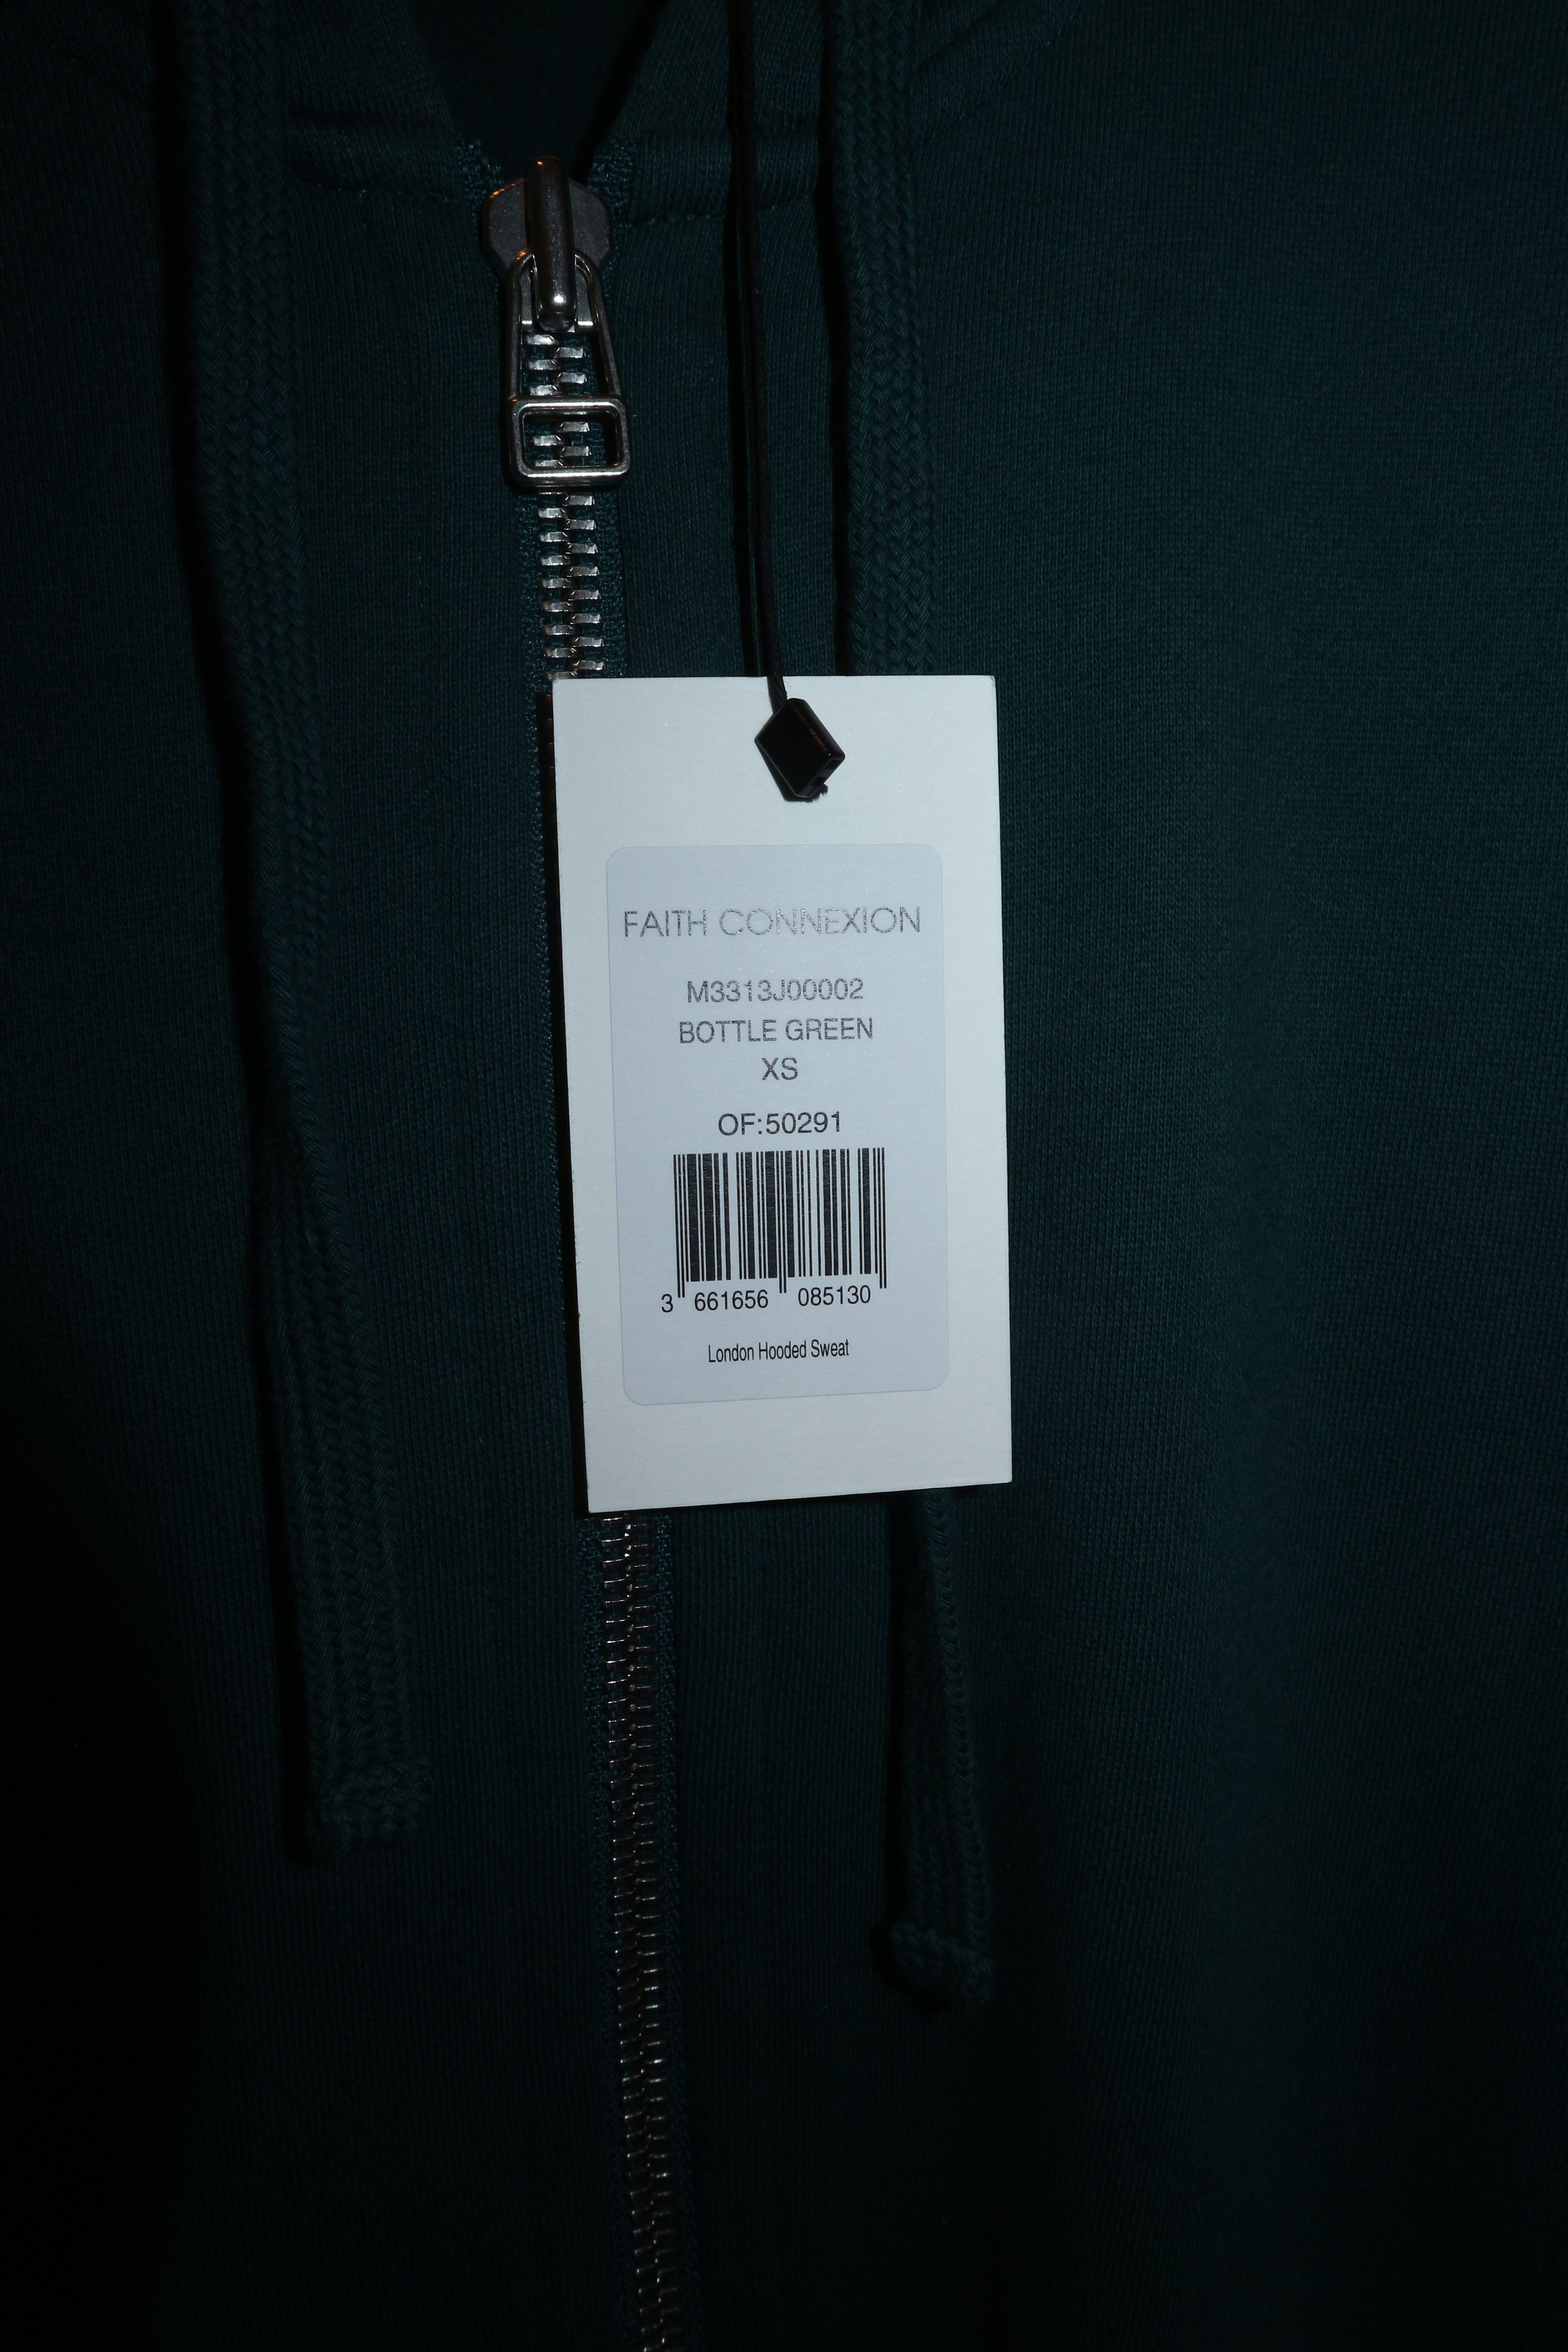 FAITH CONNEXION
M3313J00002
BOTTLE GREEN
XS
OF:50291
3 661656 085130
London Hooded Sweat